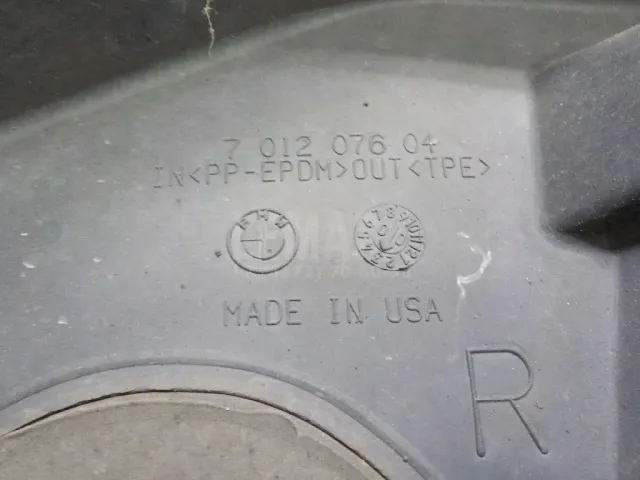 7 012 076 04
IN<PP-EPDM>OUT<TPE>
BMW
MADE IN USA
R